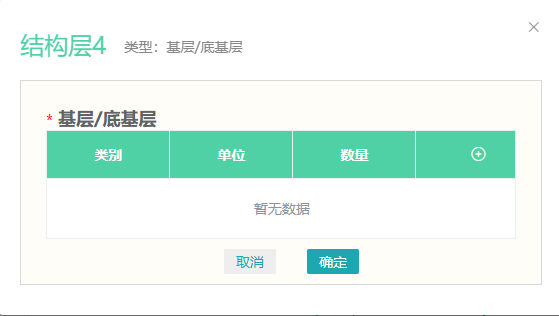 结构层4 类型：基层/底基层
* 基层/底基层
类别 单位 数量
暂无数据
取消 确定